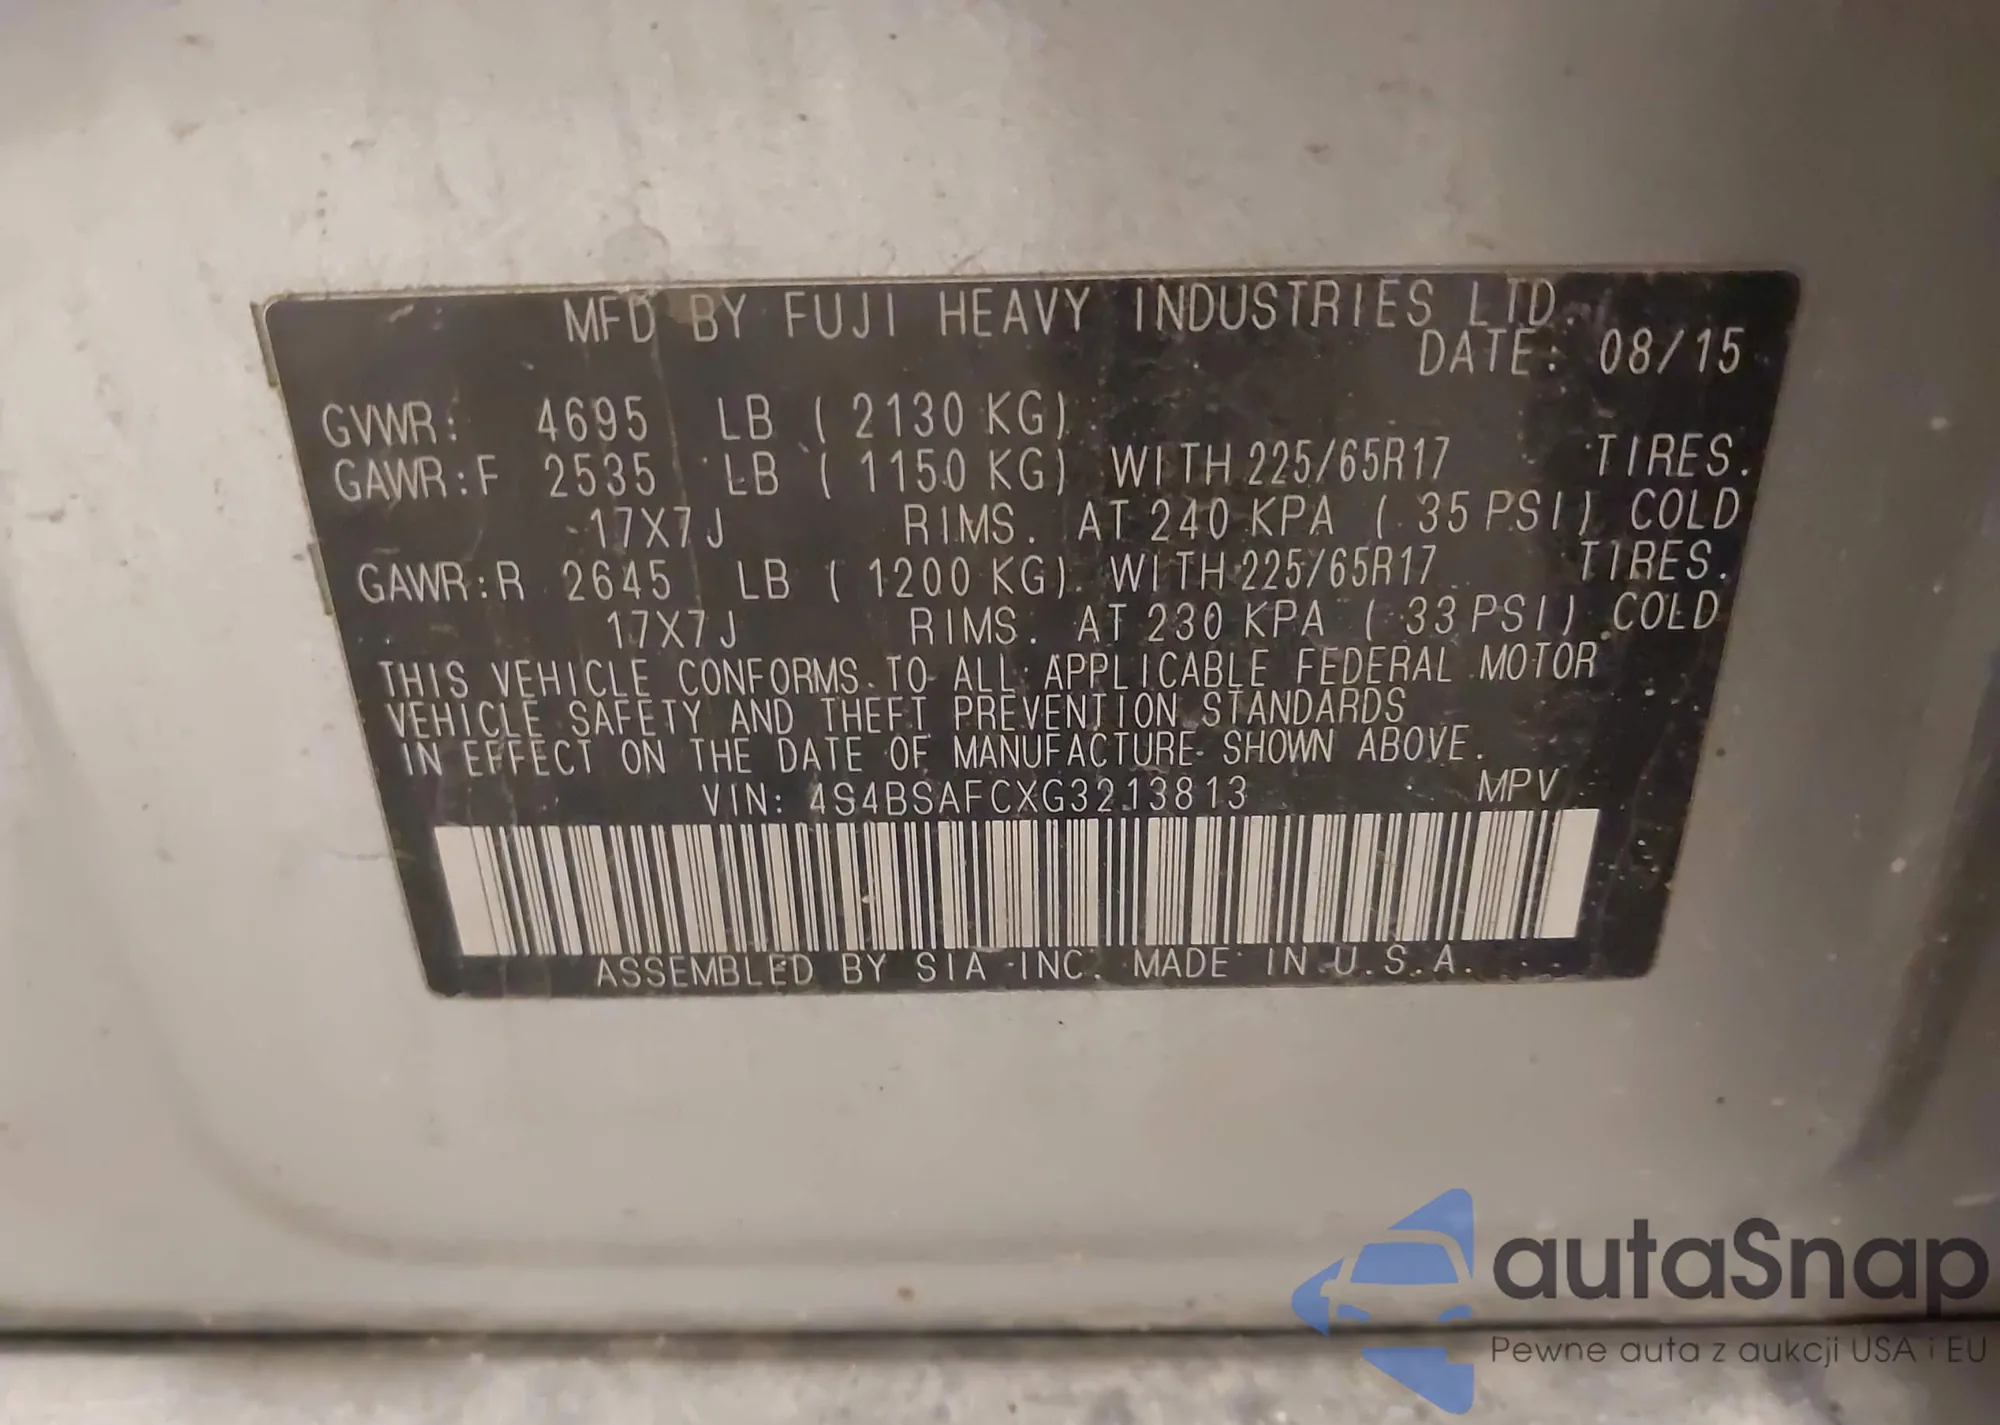 MFD BY FUJI HEAVY INDUSTRIES LTD.
DATE: 08/15
GVWR: 4695 LB ( 2130 KG)
GAWR:F 2535 LB ( 1150 KG) WITH 225/65R17 TIRES.
17X7J RIMS. AT 240 KPA ( 35 PSI) COLD
GAWR:R 2645 LB ( 1200 KG) WITH 225/65R17 TIRES.
17X7J RIMS. AT 230 KPA ( 33 PSI) COLD
THIS VEHICLE CONFORMS TO ALL APPLICABLE FEDERAL MOTOR
VEHICLE SAFETY AND THEFT PREVENTION STANDARDS
IN EFFECT ON THE DATE OF MANUFACTURE SHOWN ABOVE.
VIN: 4S4BSAFCXG3213813 MPV
ASSEMBLED BY SIA INC. MADE IN U.S.A.
autaSnap
Pewne auta z aukcji USA i EU